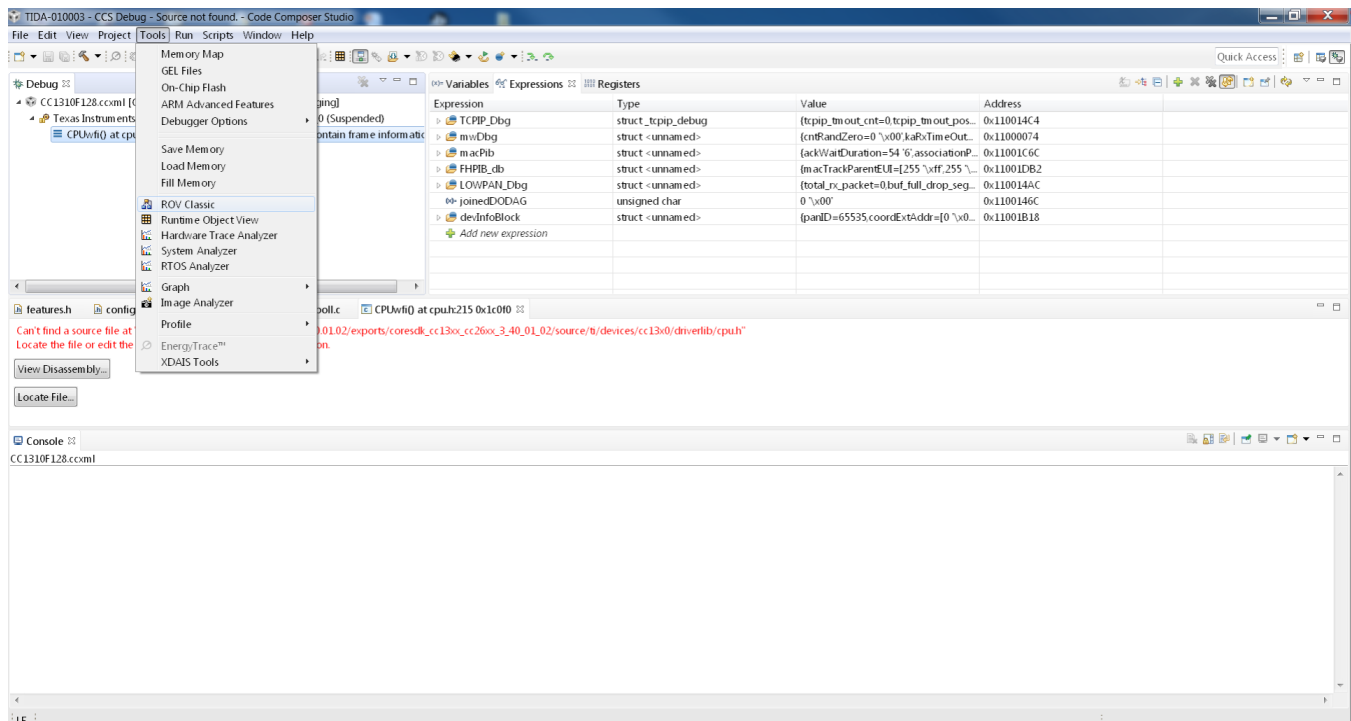 TIDA-010003 - CCS Debug - Source not found. - Code Composer Studio
File Edit View Project Tools Run Scripts Window Help
Quick Access
Memory Map
GEL Files
On-Chip Flash
ARM Advanced Features
Debugger Options
Save Memory
Load Memory
Fill Memory
ROV Classic
Runtime Object View
Hardware Trace Analyzer
System Analyzer
RTOS Analyzer
Graph
Image Analyzer
Profile
EnergyTrace™
XDAIS Tools
Debug
CC1310F128.ccxml [C ging]
Texas Instruments 0 (Suspended)
CPUwfi() at cpu ontain frame informatio
Variables Expressions Registers
Expression Type Value Address
TCPIP_Dbg struct _tcpip_debug {tcpip_tmout_cnt=0,tcpip_tmout_pos... 0x110014C4
mwDbg struct <unnamed> {cntRandZero=0 '\x00',kaRxTimeOut... 0x11000074
macPib struct <unnamed> {ackWaitDuration=54 '6',associationP... 0x11001C6C
FHPIB_db struct <unnamed> {macTrackParentEUI=[255 '\xff',255 '\... 0x11001DB2
LOWPAN_Dbg struct <unnamed> {total_rx_packet=0,buf_full_drop_seg... 0x110014AC
joinedDODAG unsigned char 0 '\x00' 0x1100146C
devInfoBlock struct <unnamed> {panID=65535,coordExtAddr=[0 '\x0... 0x11001B18
Add new expression
features.h config poll.c CPUwfi() at cpu.h:215 0x1c0f0
Can't find a source file at " 0.01.02/exports/coresdk_cc13xx_cc26xx_3_40_01_02/source/ti/devices/cc13x0/driverlib/cpu.h"
Locate the file or edit the on.
View Disassembly...
Locate File...
Console
CC1310F128.ccxml